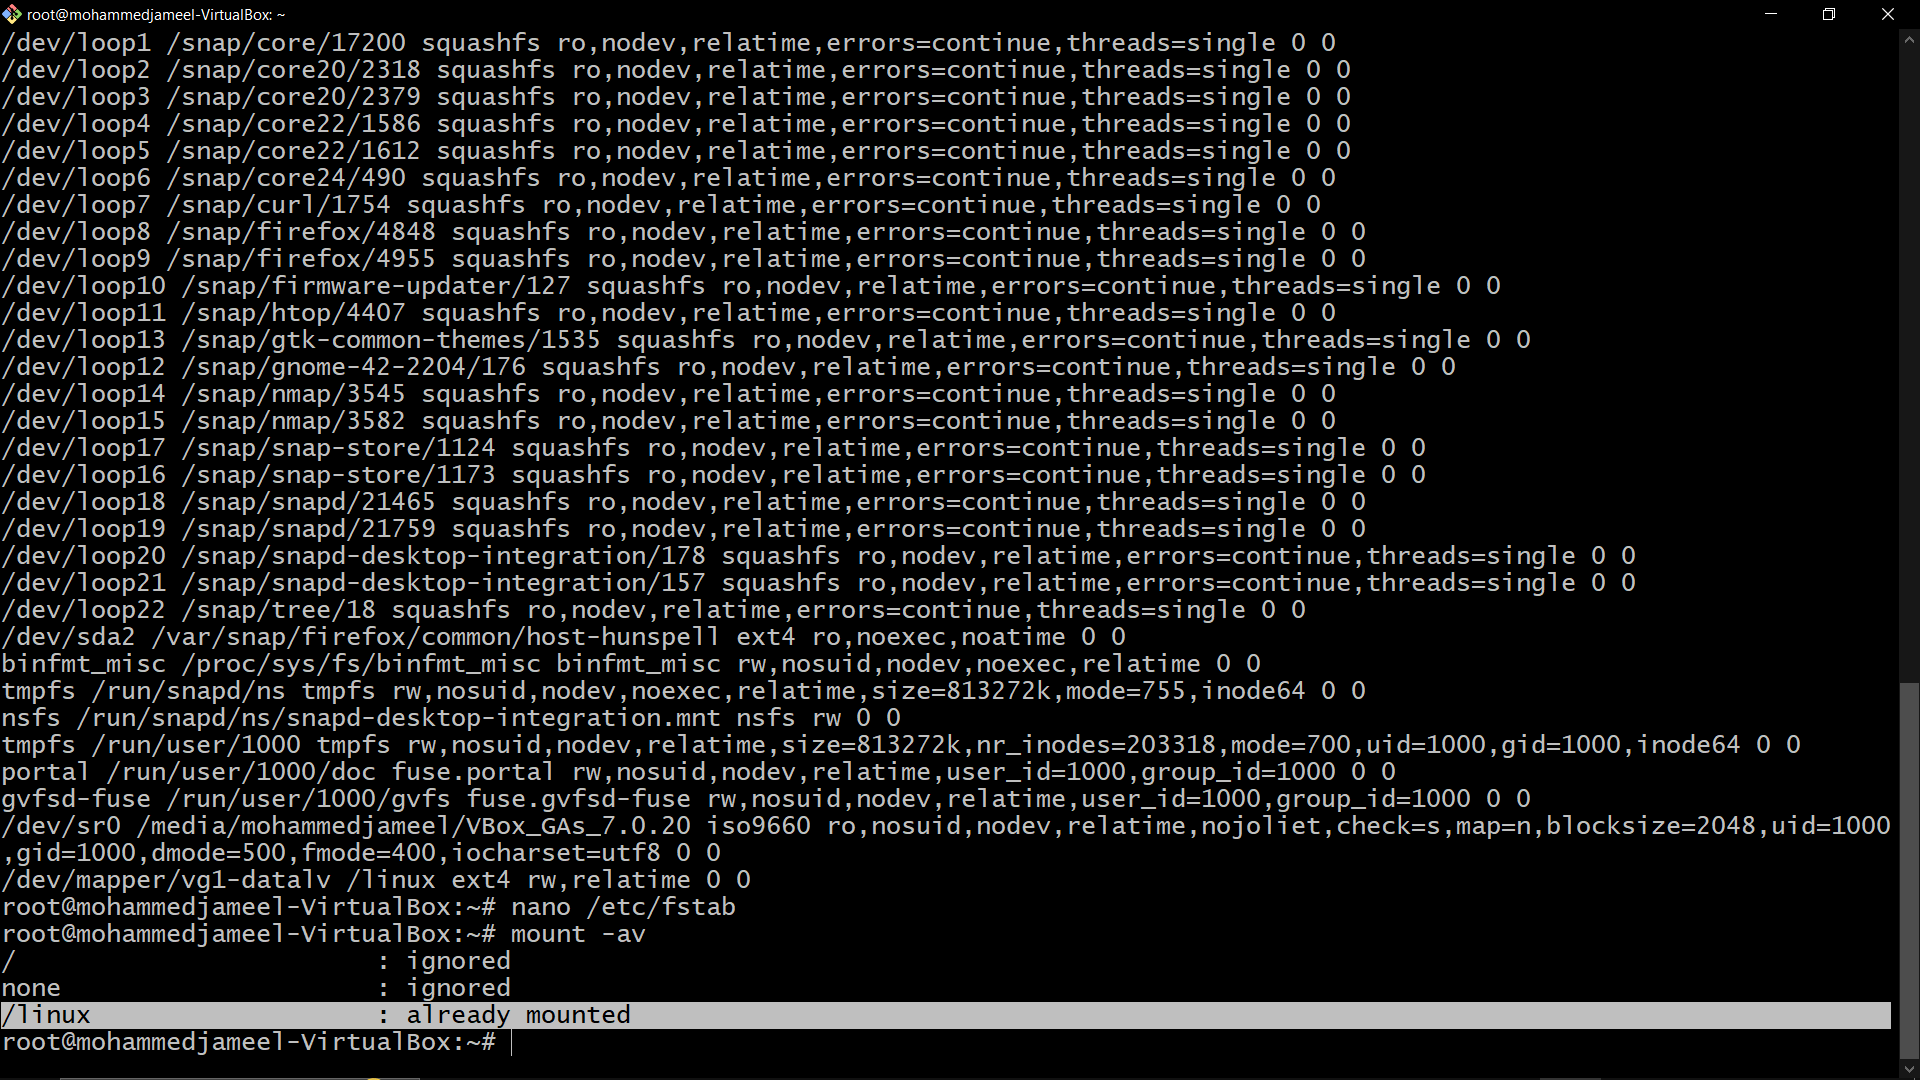 root@mohammedjameel-VirtualBox: ~
/dev/loop1 /snap/core/17200 squashfs ro,nodev,relatime,errors=continue,threads=single 0 0
/dev/loop2 /snap/core20/2318 squashfs ro,nodev,relatime,errors=continue,threads=single 0 0
/dev/loop3 /snap/core20/2379 squashfs ro,nodev,relatime,errors=continue,threads=single 0 0
/dev/loop4 /snap/core22/1586 squashfs ro,nodev,relatime,errors=continue,threads=single 0 0
/dev/loop5 /snap/core22/1612 squashfs ro,nodev,relatime,errors=continue,threads=single 0 0
/dev/loop6 /snap/core24/490 squashfs ro,nodev,relatime,errors=continue,threads=single 0 0
/dev/loop7 /snap/curl/1754 squashfs ro,nodev,relatime,errors=continue,threads=single 0 0
/dev/loop8 /snap/firefox/4848 squashfs ro,nodev,relatime,errors=continue,threads=single 0 0
/dev/loop9 /snap/firefox/4955 squashfs ro,nodev,relatime,errors=continue,threads=single 0 0
/dev/loop10 /snap/firmware-updater/127 squashfs ro,nodev,relatime,errors=continue,threads=single 0 0
/dev/loop11 /snap/htop/4407 squashfs ro,nodev,relatime,errors=continue,threads=single 0 0
/dev/loop13 /snap/gtk-common-themes/1535 squashfs ro,nodev,relatime,errors=continue,threads=single 0 0
/dev/loop12 /snap/gnome-42-2204/176 squashfs ro,nodev,relatime,errors=continue,threads=single 0 0
/dev/loop14 /snap/nmap/3545 squashfs ro,nodev,relatime,errors=continue,threads=single 0 0
/dev/loop15 /snap/nmap/3582 squashfs ro,nodev,relatime,errors=continue,threads=single 0 0
/dev/loop17 /snap/snap-store/1124 squashfs ro,nodev,relatime,errors=continue,threads=single 0 0
/dev/loop16 /snap/snap-store/1173 squashfs ro,nodev,relatime,errors=continue,threads=single 0 0
/dev/loop18 /snap/snapd/21465 squashfs ro,nodev,relatime,errors=continue,threads=single 0 0
/dev/loop19 /snap/snapd/21759 squashfs ro,nodev,relatime,errors=continue,threads=single 0 0
/dev/loop20 /snap/snapd-desktop-integration/178 squashfs ro,nodev,relatime,errors=continue,threads=single 0 0
/dev/loop21 /snap/snapd-desktop-integration/157 squashfs ro,nodev,relatime,errors=continue,threads=single 0 0
/dev/loop22 /snap/tree/18 squashfs ro,nodev,relatime,errors=continue,threads=single 0 0
/dev/sda2 /var/snap/firefox/common/host-hunspell ext4 ro,noexec,noatime 0 0
binfmt_misc /proc/sys/fs/binfmt_misc binfmt_misc rw,nosuid,nodev,noexec,relatime 0 0
tmpfs /run/snapd/ns tmpfs rw,nosuid,nodev,noexec,relatime,size=813272k,mode=755,inode64 0 0
nsfs /run/snapd/ns/snapd-desktop-integration.mnt nsfs rw 0 0
tmpfs /run/user/1000 tmpfs rw,nosuid,nodev,relatime,size=813272k,nr_inodes=203318,mode=700,uid=1000,gid=1000,inode64 0 0
portal /run/user/1000/doc fuse.portal rw,nosuid,nodev,relatime,user_id=1000,group_id=1000 0 0
gvfsd-fuse /run/user/1000/gvfs fuse.gvfsd-fuse rw,nosuid,nodev,relatime,user_id=1000,group_id=1000 0 0
/dev/sr0 /media/mohammedjameel/VBox_GAs_7.0.20 iso9660 ro,nosuid,nodev,relatime,nojoliet,check=s,map=n,blocksize=2048,uid=1000
,gid=1000,dmode=500,fmode=400,iocharset=utf8 0 0
/dev/mapper/vg1-datalv /linux ext4 rw,relatime 0 0
root@mohammedjameel-VirtualBox:~# nano /etc/fstab
root@mohammedjameel-VirtualBox:~# mount -av
/                        : ignored
none                     : ignored
/linux                   : already mounted
root@mohammedjameel-VirtualBox:~#